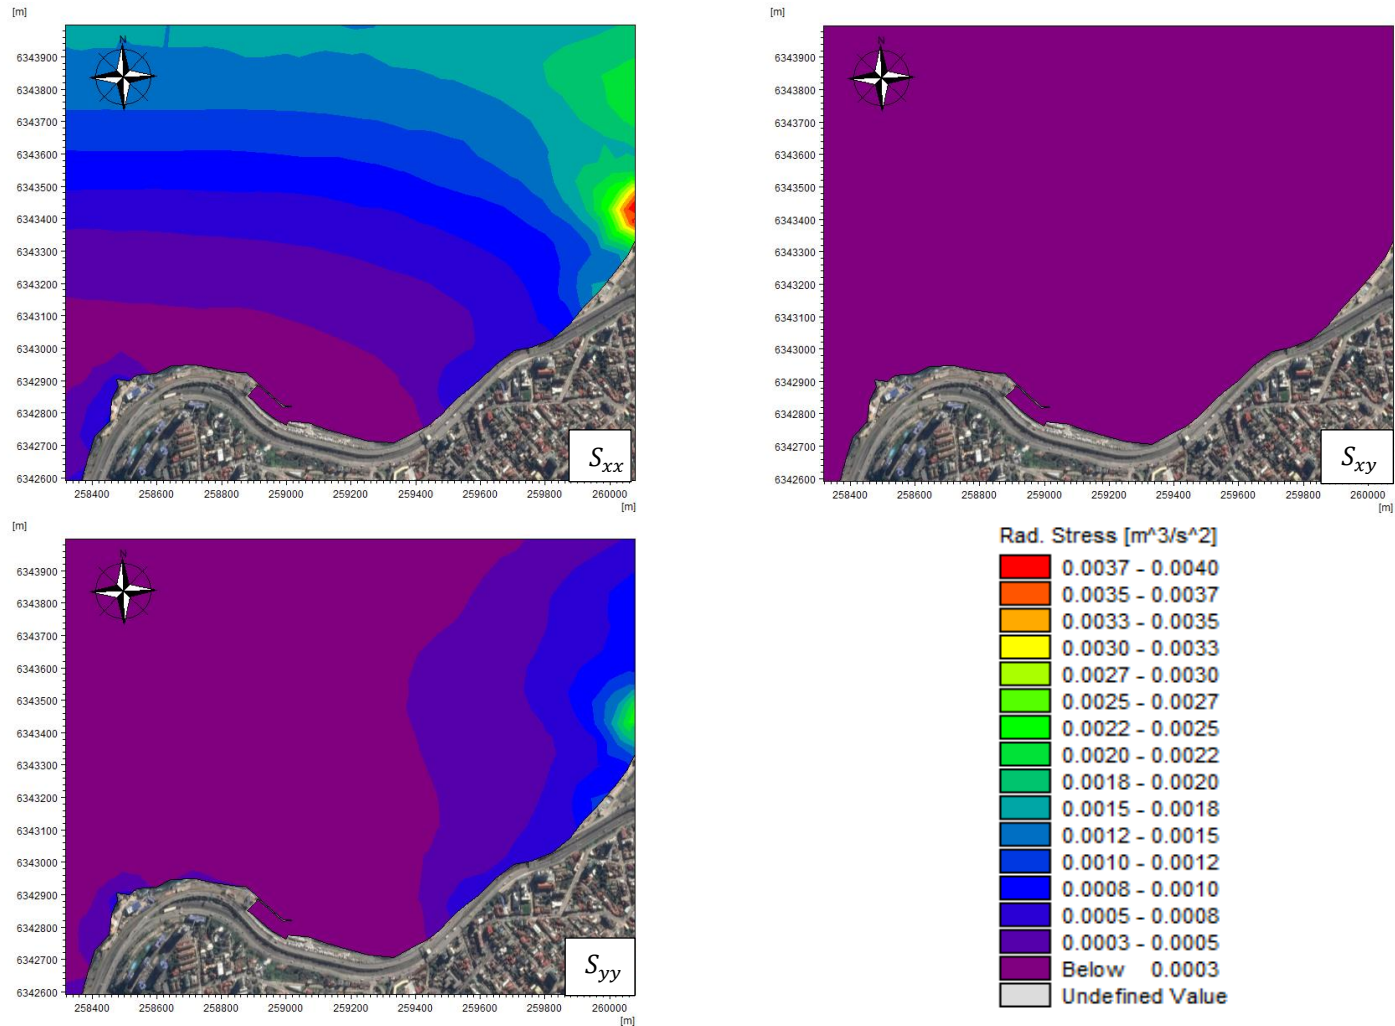 [m]
N
6343900
6343800
6343700
6343600
6343500
6343400
6343300
6343200
6343100
6343000
6342900
6342800
6342700
6342600
258400 258600 258800 259000 259200 259400 259600 259800 260000
[m]
Sxx
[m]
N
6343900
6343800
6343700
6343600
6343500
6343400
6343300
6343200
6343100
6343000
6342900
6342800
6342700
6342600
258400 258600 258800 259000 259200 259400 259600 259800 260000
[m]
Sxy
[m]
N
6343900
6343800
6343700
6343600
6343500
6343400
6343300
6343200
6343100
6343000
6342900
6342800
6342700
6342600
258400 258600 258800 259000 259200 259400 259600 259800 260000
[m]
Syy
Rad. Stress [m^3/s^2]
0.0037 - 0.0040
0.0035 - 0.0037
0.0033 - 0.0035
0.0030 - 0.0033
0.0027 - 0.0030
0.0025 - 0.0027
0.0022 - 0.0025
0.0020 - 0.0022
0.0018 - 0.0020
0.0015 - 0.0018
0.0012 - 0.0015
0.0010 - 0.0012
0.0008 - 0.0010
0.0005 - 0.0008
0.0003 - 0.0005
Below 0.0003
Undefined Value